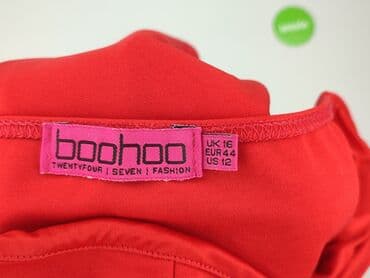 boohoo
TWENTYFOUR | SEVEN | FASHION
UK 16
EUR 44
US 12